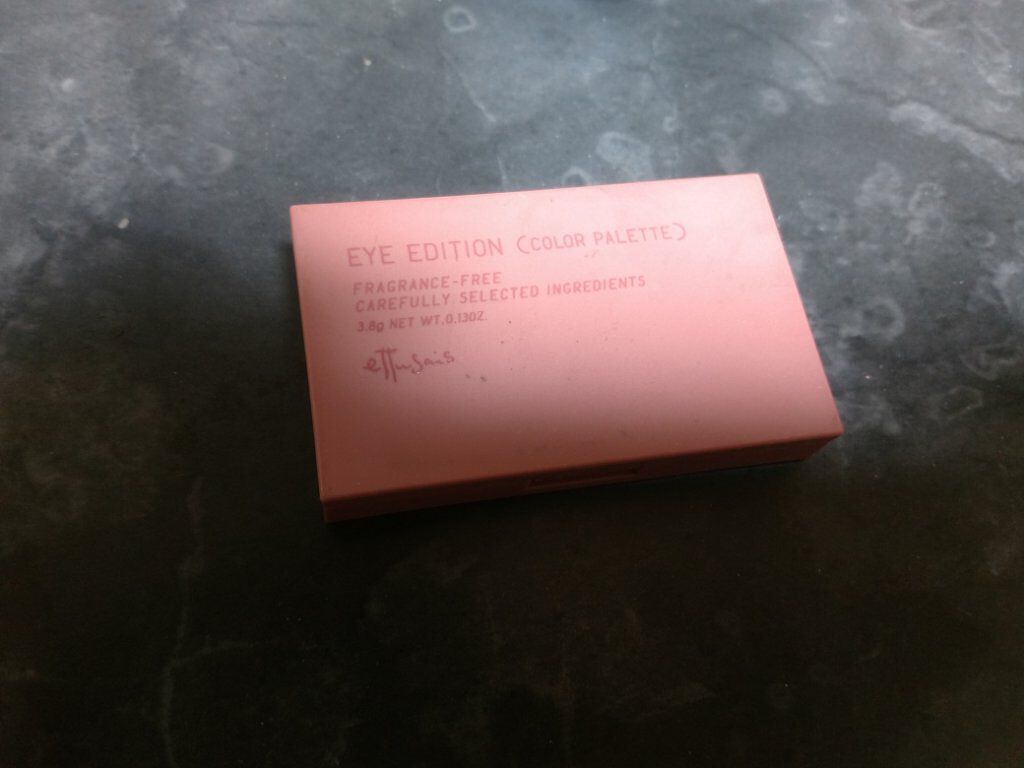 EYE EDITION (COLOR PALETTE)
FRAGRANCE-FREE
CAREFULLY SELECTED INGREDIENTS
3.8g NET WT.0.13OZ.
ettusais